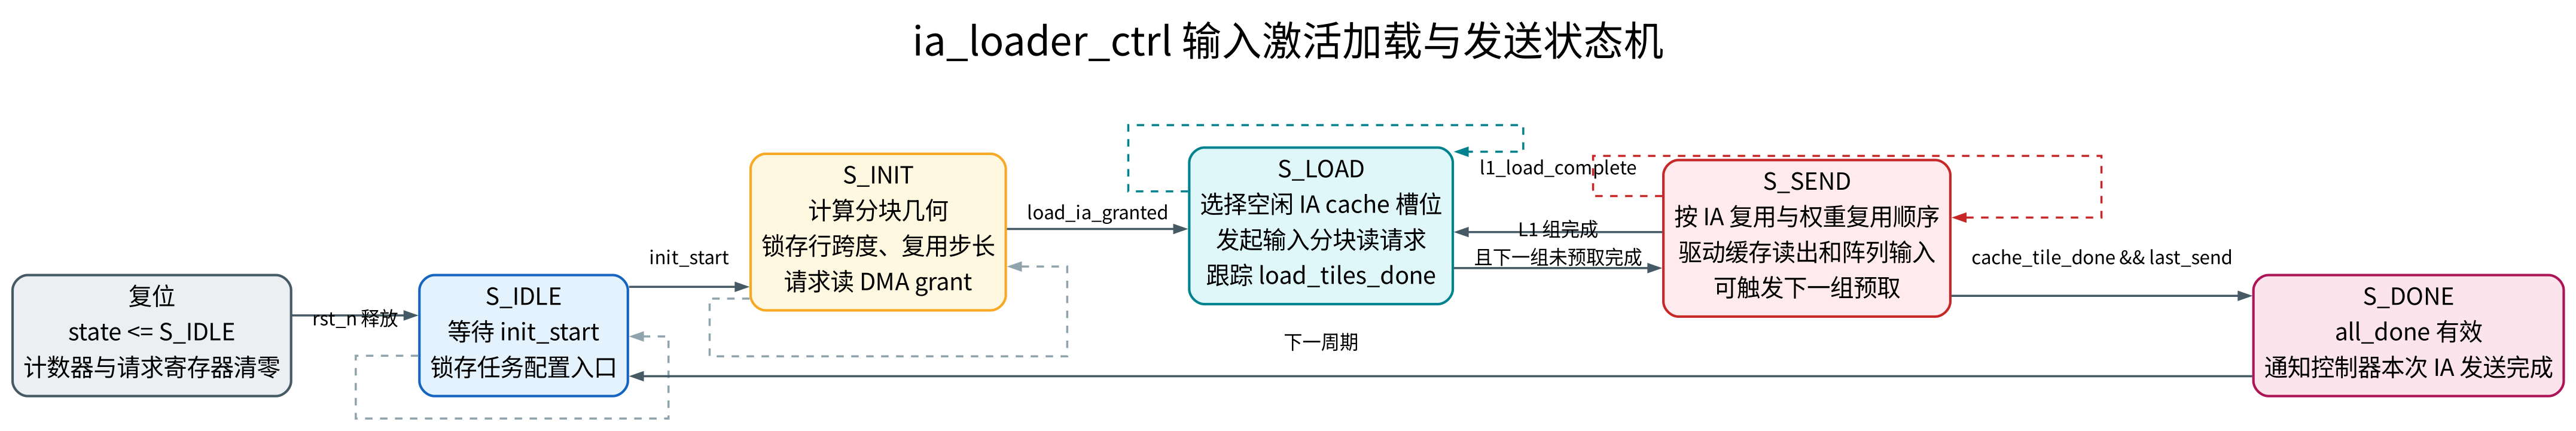 ia_loader_ctrl 输入激活加载与发送状态机
复位
state <= S_IDLE
计数器与请求寄存器清零
rst_n 释放
S_IDLE
等待 init_start
锁存任务配置入口
init_start
S_INIT
计算分块几何
锁存行跨度、复用步长
请求读 DMA grant
load_ia_granted
S_LOAD
选择空闲 IA cache 槽位
发起输入分块读请求
跟踪 load_tiles_done
l1_load_complete
L1 组完成
且下一组未预取完成
S_SEND
按 IA 复用与权重复用顺序
驱动缓存读出和阵列输入
可触发下一组预取
cache_tile_done && last_send
S_DONE
all_done 有效
通知控制器本次 IA 发送完成
下一周期